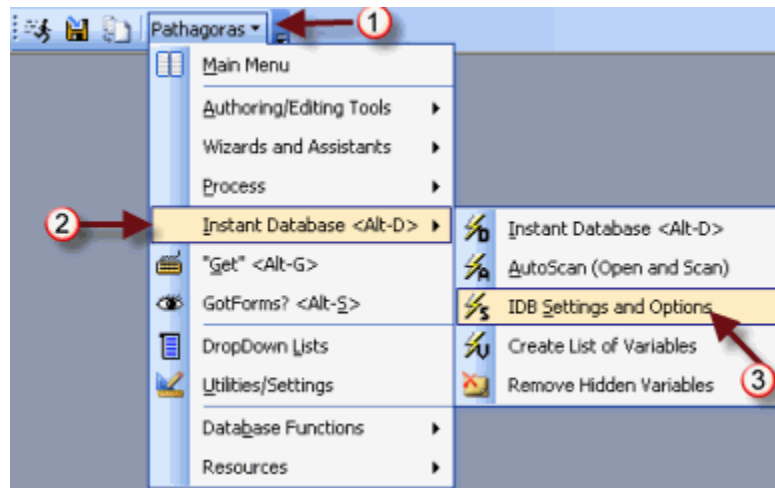 Pathagoras
1
Main Menu
Authoring/Editing Tools
Wizards and Assistants
Process
2
Instant Database <Alt-D>
"Get" <Alt-G>
GotForms? <Alt-S>
DropDown Lists
Utilities/Settings
Database Functions
Resources
Instant Database <Alt-D>
AutoScan (Open and Scan)
IDB Settings and Options
Create List of Variables
Remove Hidden Variables
3